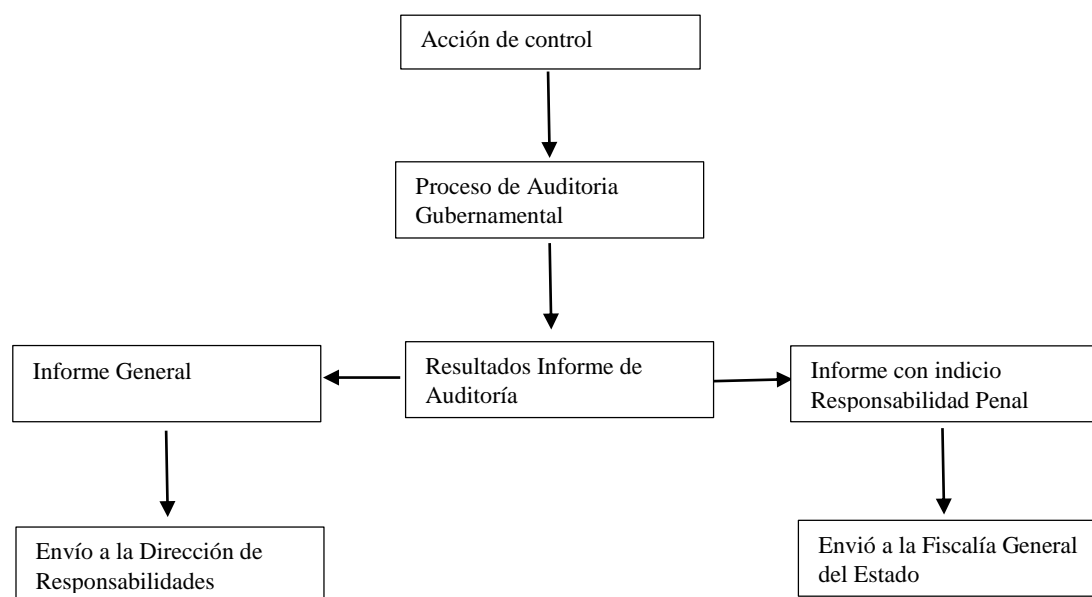 Acción de control
Proceso de Auditoria
Gubernamental
Informe General
Resultados Informe de
Auditoría
Informe con indicio
Responsabilidad Penal
Envío a la Dirección de
Responsabilidades
Envió a la Fiscalía General
del Estado